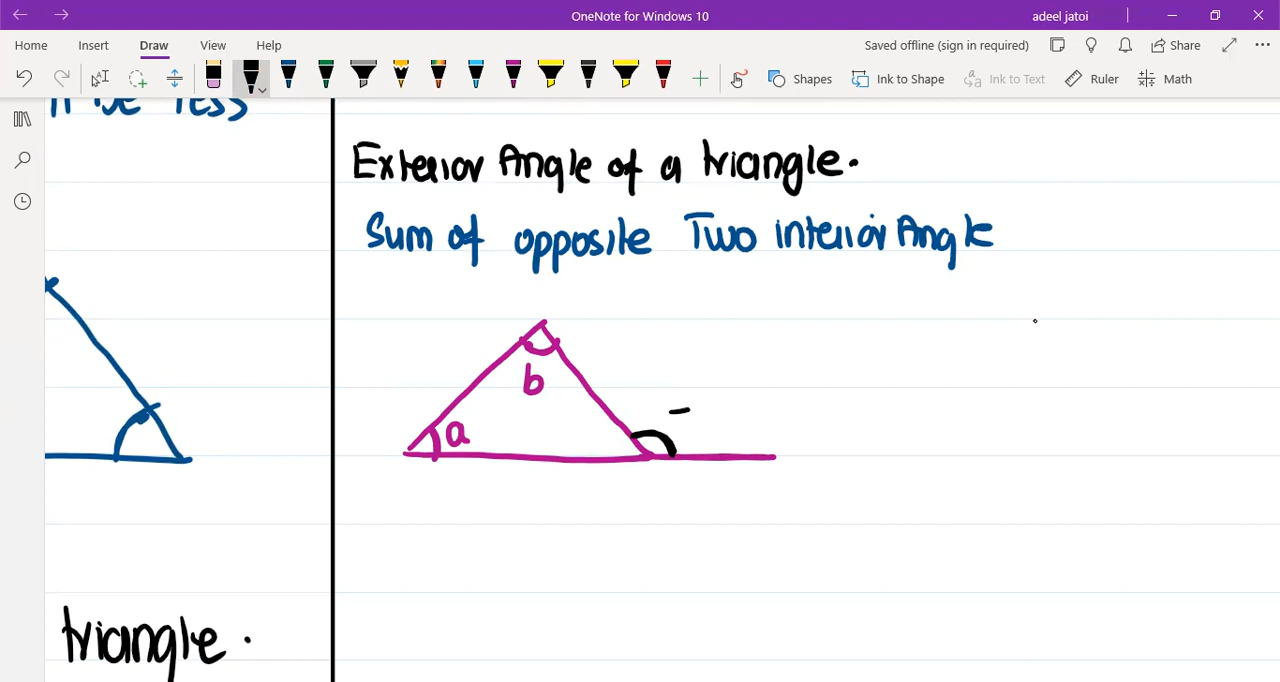 OneNote for Windows 10
adeel jatoi
Home Insert Draw View Help
Saved offline (sign in required)
Share
Shapes
Ink to Shape
Ink to Text
Ruler
Math
Exterior Angle of a triangle.
Sum of opposite Two interior Angle
b
a
less
triangle.